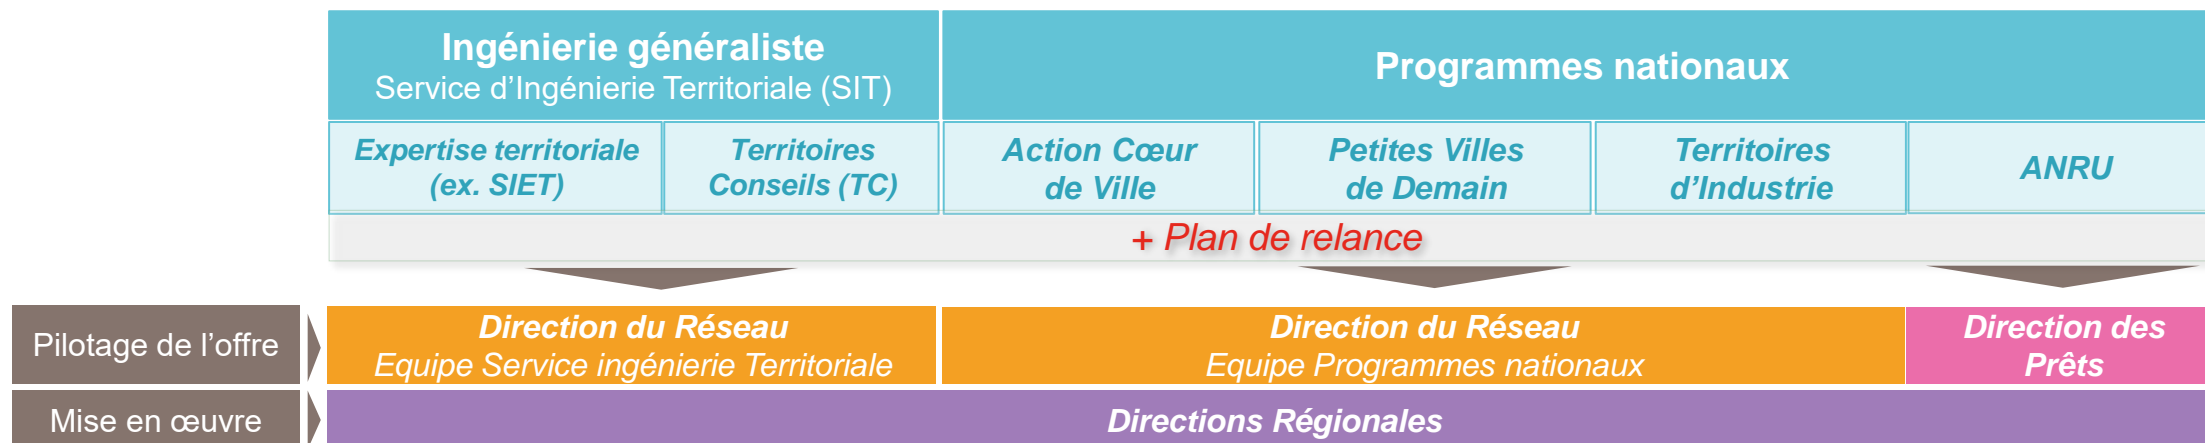 Ingénierie généraliste
Service d’Ingénierie Territoriale (SIT)
Programmes nationaux
Expertise territoriale
(ex. SIET)
Territoires
Conseils (TC)
Action Cœur
de Ville
Petites Villes
de Demain
Territoires
d’Industrie
ANRU
+ Plan de relance
Pilotage de l’offre
Direction du Réseau
Equipe Service ingénierie Territoriale
Direction du Réseau
Equipe Programmes nationaux
Direction des
Prêts
Mise en œuvre
Directions Régionales